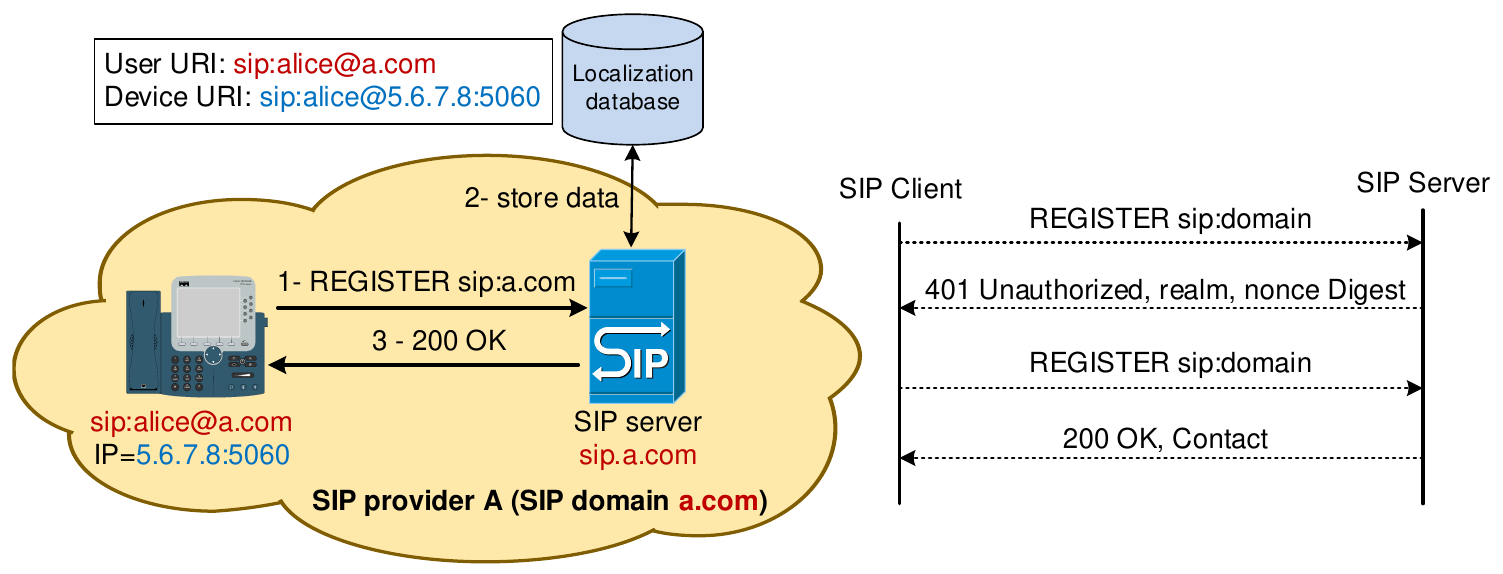 User URI: sip:alice@a.com
Device URI: sip:alice@5.6.7.8:5060
Localization
database
2- store data
1- REGISTER sip:a.com
3 - 200 OK
SIP
sip:alice@a.com
IP=5.6.7.8:5060
SIP server
sip.a.com
SIP provider A (SIP domain a.com)
SIP Client
SIP Server
REGISTER sip:domain
401 Unauthorized, realm, nonce Digest
REGISTER sip:domain
200 OK, Contact